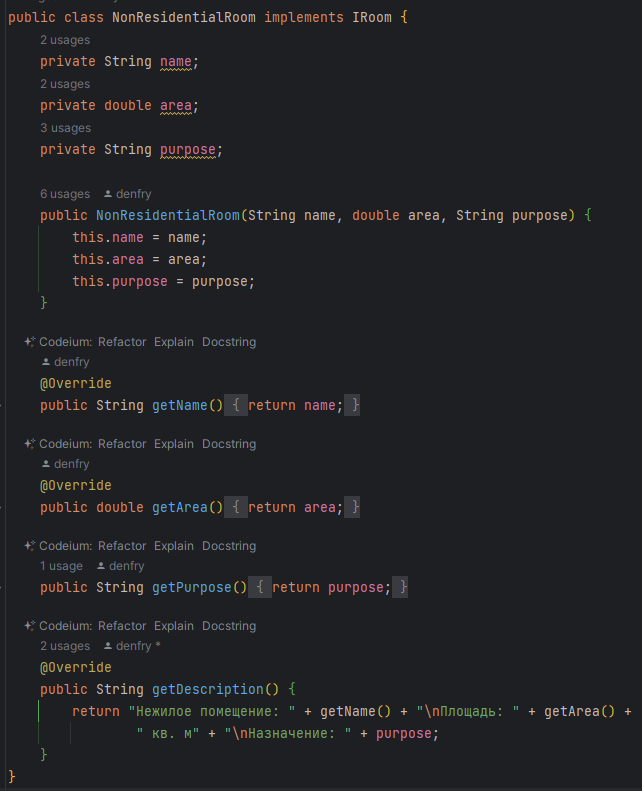 public class NonResidentialRoom implements IRoom {
2 usages
private String name;
2 usages
private double area;
3 usages
private String purpose;
6 usages denfry
public NonResidentialRoom(String name, double area, String purpose) {
this.name = name;
this.area = area;
this.purpose = purpose;
}
Codeium: Refactor Explain Docstring
denfry
@Override
public String getName() { return name; }
Codeium: Refactor Explain Docstring
denfry
@Override
public double getArea() { return area; }
Codeium: Refactor Explain Docstring
1 usage denfry
public String getPurpose() { return purpose; }
Codeium: Refactor Explain Docstring
2 usages denfry *
@Override
public String getDescription() {
return "Нежилое помещение: " + getName() + "\nПлощадь: " + getArea() +
" кв. м" + "\nНазначение: " + purpose;
}
}